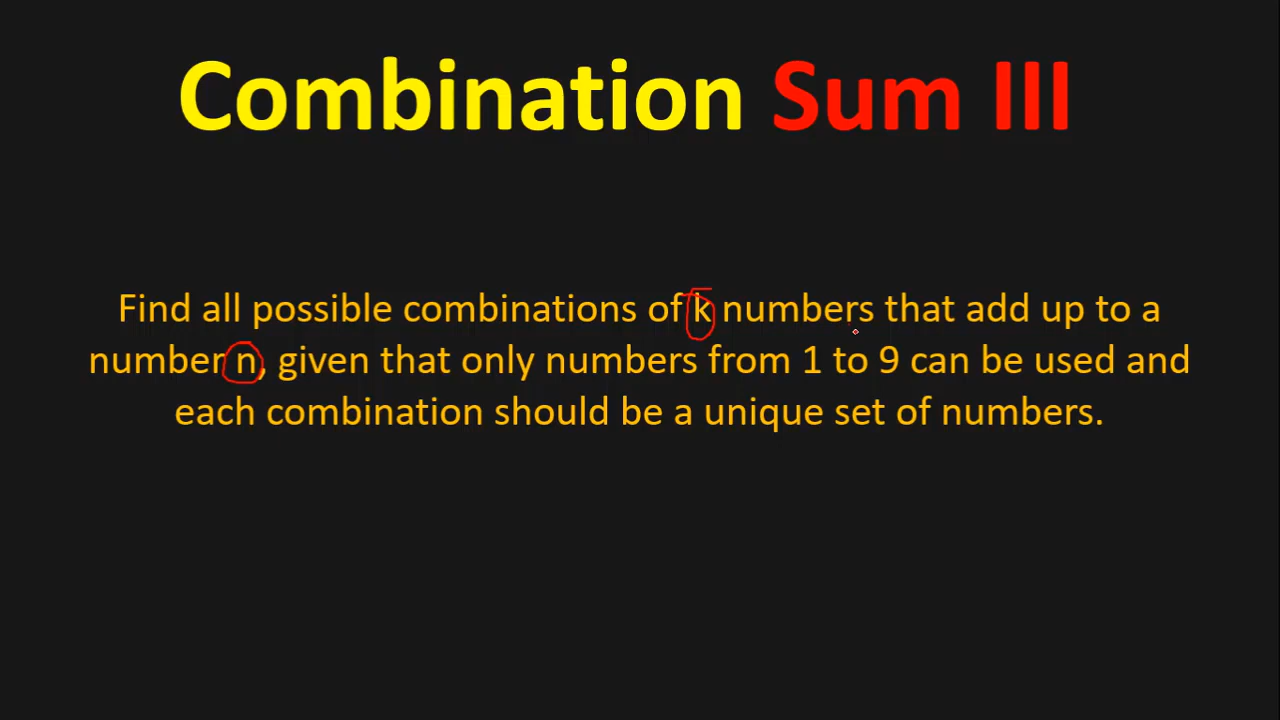 Combination Sum III
Find all possible combinations of k numbers that add up to a
number n, given that only numbers from 1 to 9 can be used and
each combination should be a unique set of numbers.